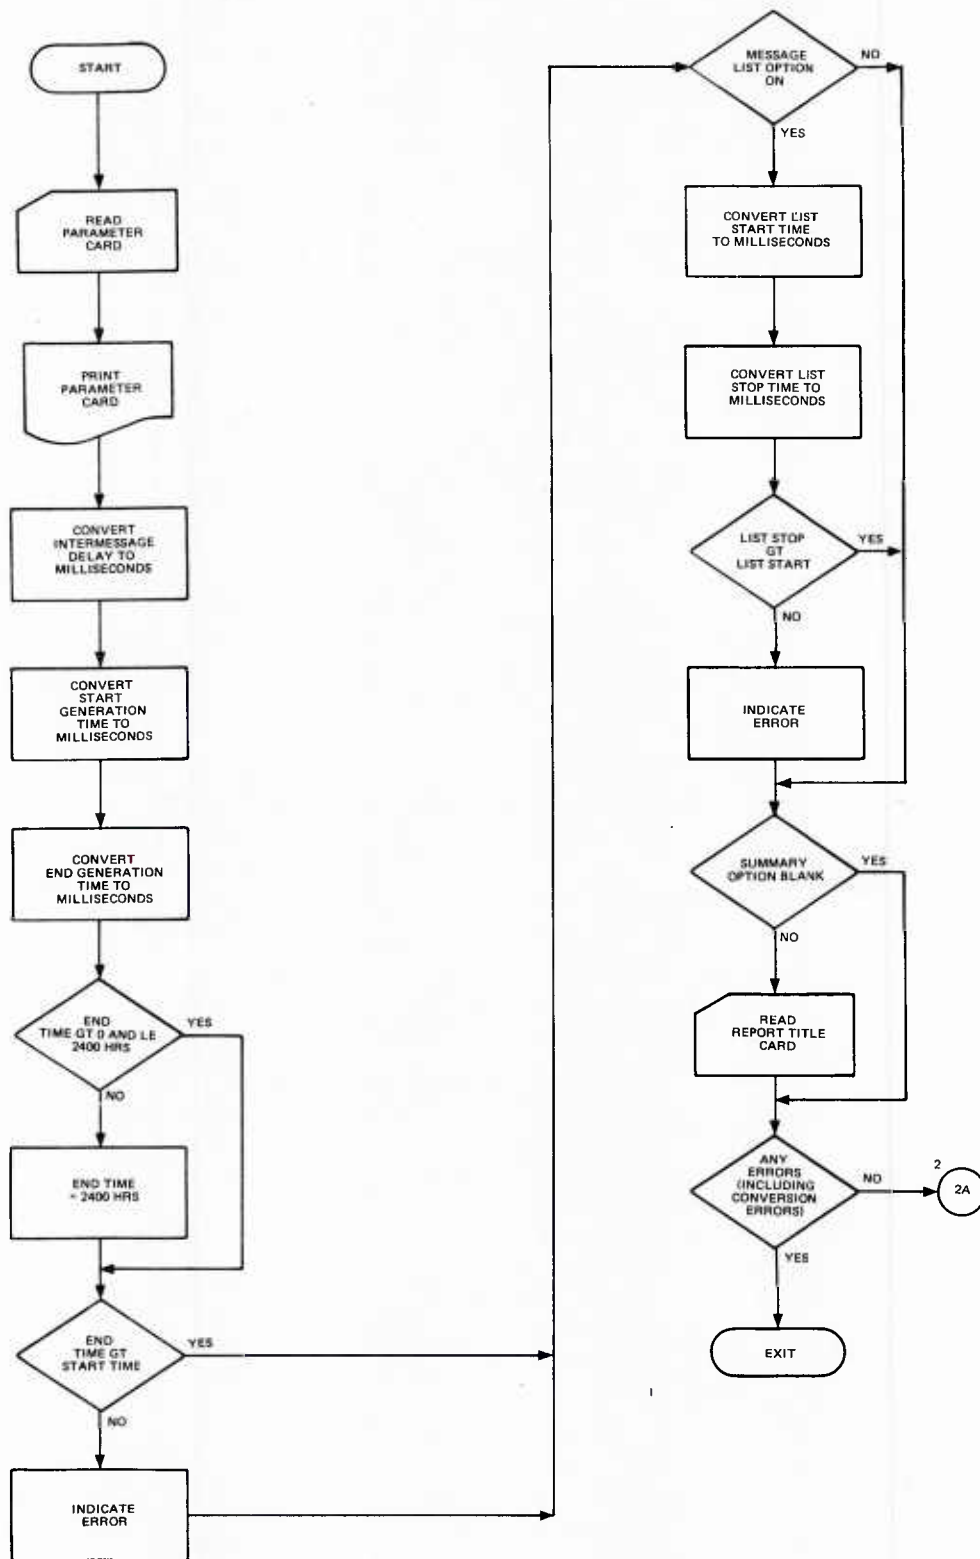 START
READ
PARAMETER
CARD
PRINT
PARAMETER
CARD
CONVERT
INTERMESSAGE
DELAY TO
MILLISECONDS
CONVERT
START
GENERATION
TIME TO
MILLISECONDS
CONVERT
END GENERATION
TIME TO
MILLISECONDS
END
TIME GT 0 AND LE
2400 HRS
YES
NO
END TIME
= 2400 HRS
END
TIME GT
START TIME
YES
NO
INDICATE
ERROR
MESSAGE
LIST OPTION
ON
NO
YES
CONVERT LIST
START TIME
TO MILLISECONDS
CONVERT LIST
STOP TIME TO
MILLISECONDS
LIST STOP
GT
LIST START
YES
NO
INDICATE
ERROR
SUMMARY
OPTION BLANK
YES
NO
READ
REPORT TITLE
CARD
ANY
ERRORS
(INCLUDING
CONVERSION
ERRORS)
NO
2
2A
YES
EXIT